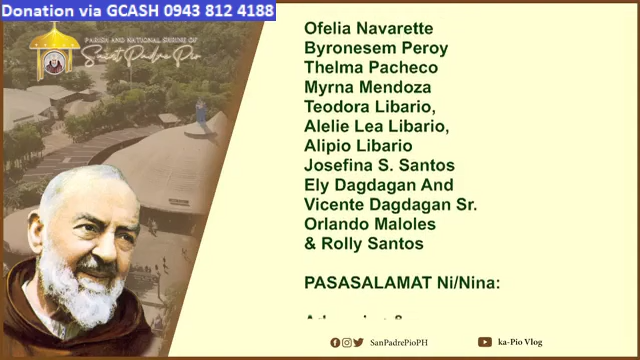 Donation via GCASH 0943 812 4188
PARISH AND NATIONAL SHRINE OF
Saint Padre Pio
Ofelia Navarette
Byronesem Peroy
Thelma Pacheco
Myrna Mendoza
Teodora Libario,
Alelie Lea Libario,
Alipio Libario
Josefina S. Santos
Ely Dagdagan And
Vicente Dagdagan Sr.
Orlando Maloles
& Rolly Santos
PASASALAMAT Ni/Nina:
SanPadrePioPH
ka-Pio Vlog